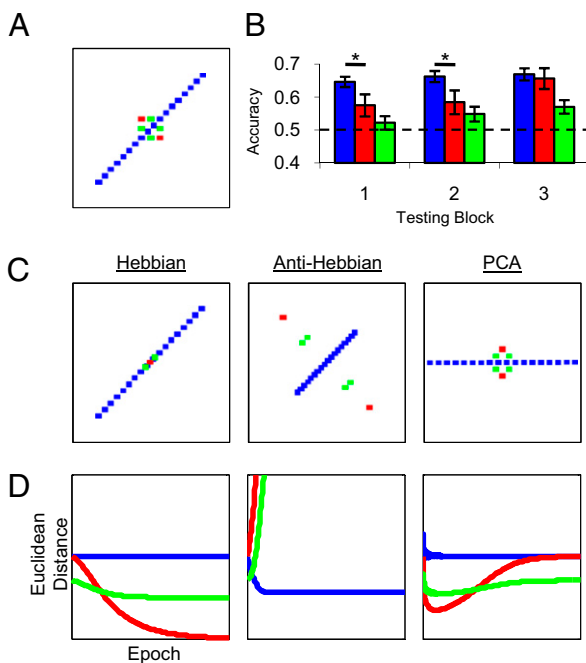 A
B
*
*
0.7
0.6
0.5
0.4
Accuracy
1 2 3
Testing Block
C
Hebbian Anti-Hebbian PCA
D
Euclidean
Distance
Epoch